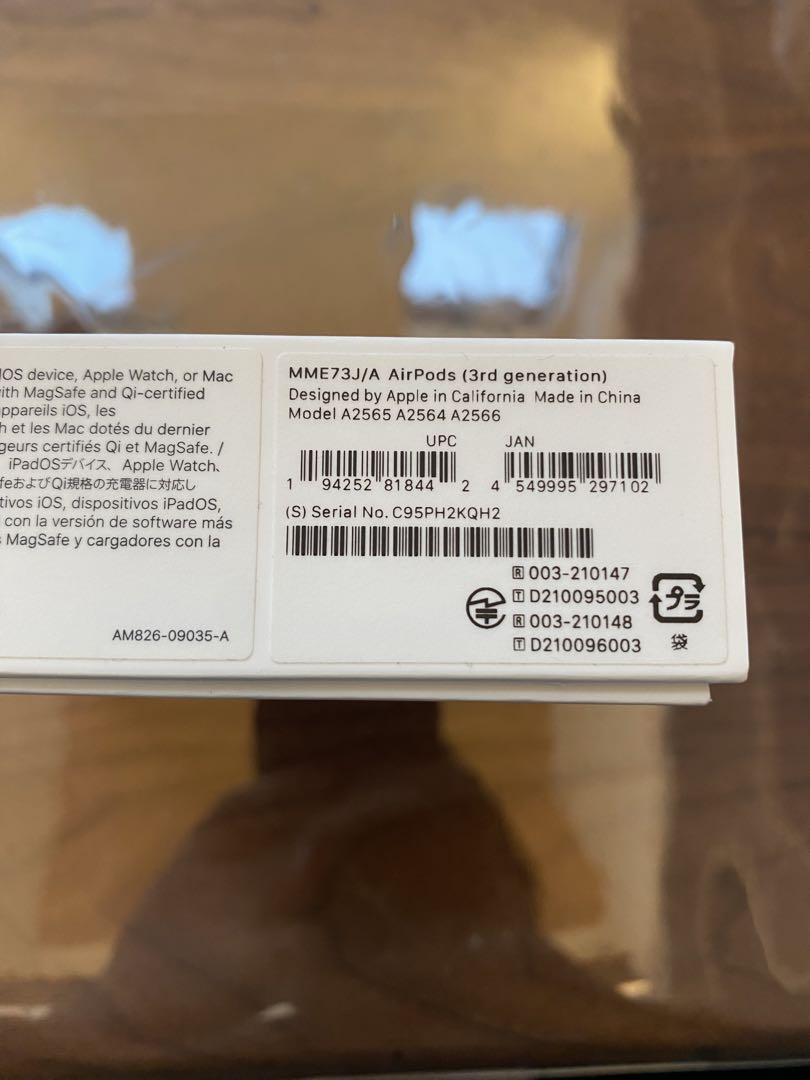 iOS device, Apple Watch, or Mac
with MagSafe and Qi-certified
appareils iOS, les
h et les Mac dotés du dernier
geurs certifiés Qi et MagSafe. /
iPadOSデバイス、Apple Watch、
feおよびQi規格の充電器に対応し
tivos iOS, dispositivos iPadOS,
con la versión de software más
s MagSafe y cargadores con la
AM826-09035-A
MME73J/A AirPods (3rd generation)
Designed by Apple in California Made in China
Model A2565 A2564 A2566
UPC JAN
1 94252 81844 2 4 549995 297102
(S) Serial No. C95PH2KQH2
R 003-210147
T D210095003
R 003-210148
T D210096003
プラ
袋